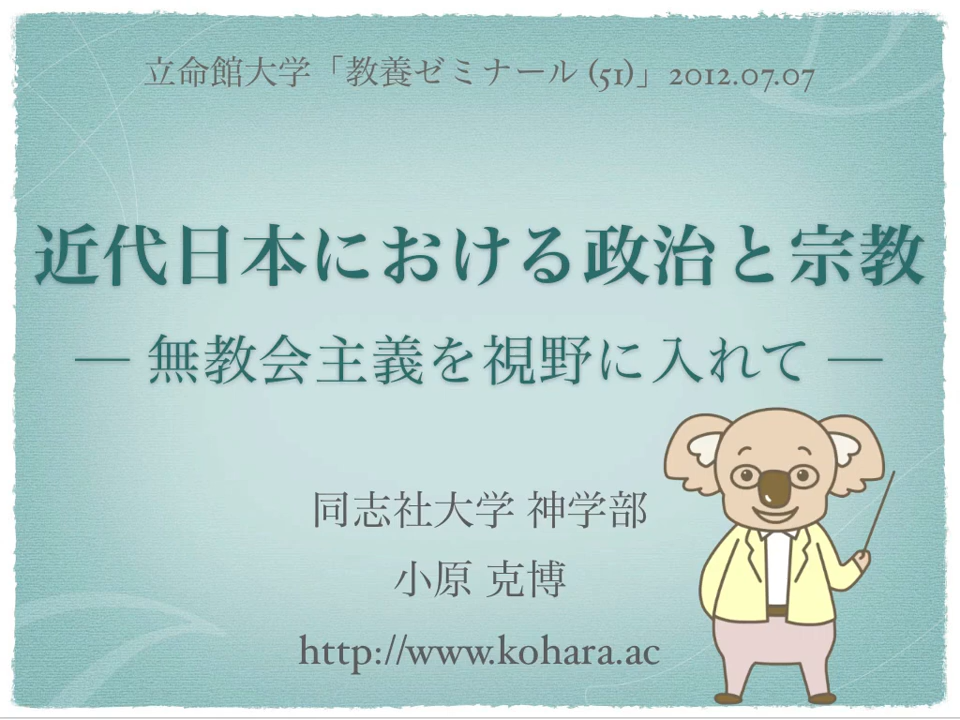 立命館大学「教養ゼミナール (51)」2012.07.07
近代日本における政治と宗教
― 無教会主義を視野に入れて ―
同志社大学 神学部
小原 克博
http://www.kohara.ac